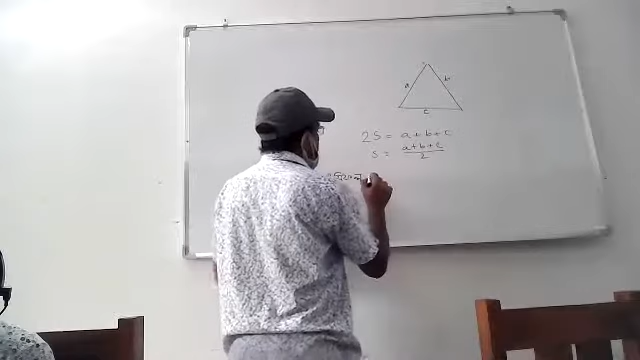 a
b
c
2S = a + b + c
s = a + b + c / 2